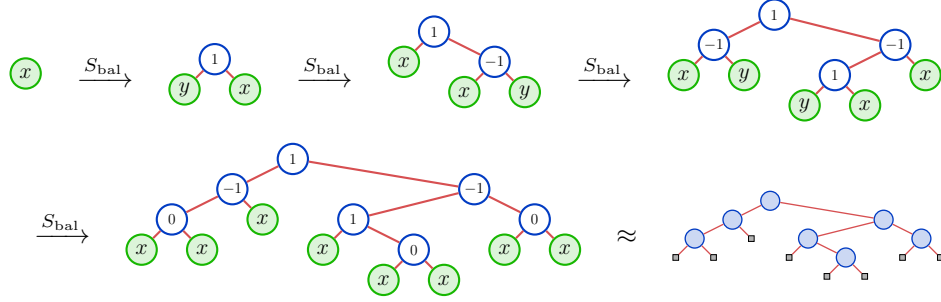 x
S_bal
⟶
1
y x
S_bal
⟶
1
x −1
x y
S_bal
⟶
1
−1 −1
x y 1 x
y x
S_bal
⟶
1
−1 −1
0 x 1 0
x x x 0 x x
x x
≈